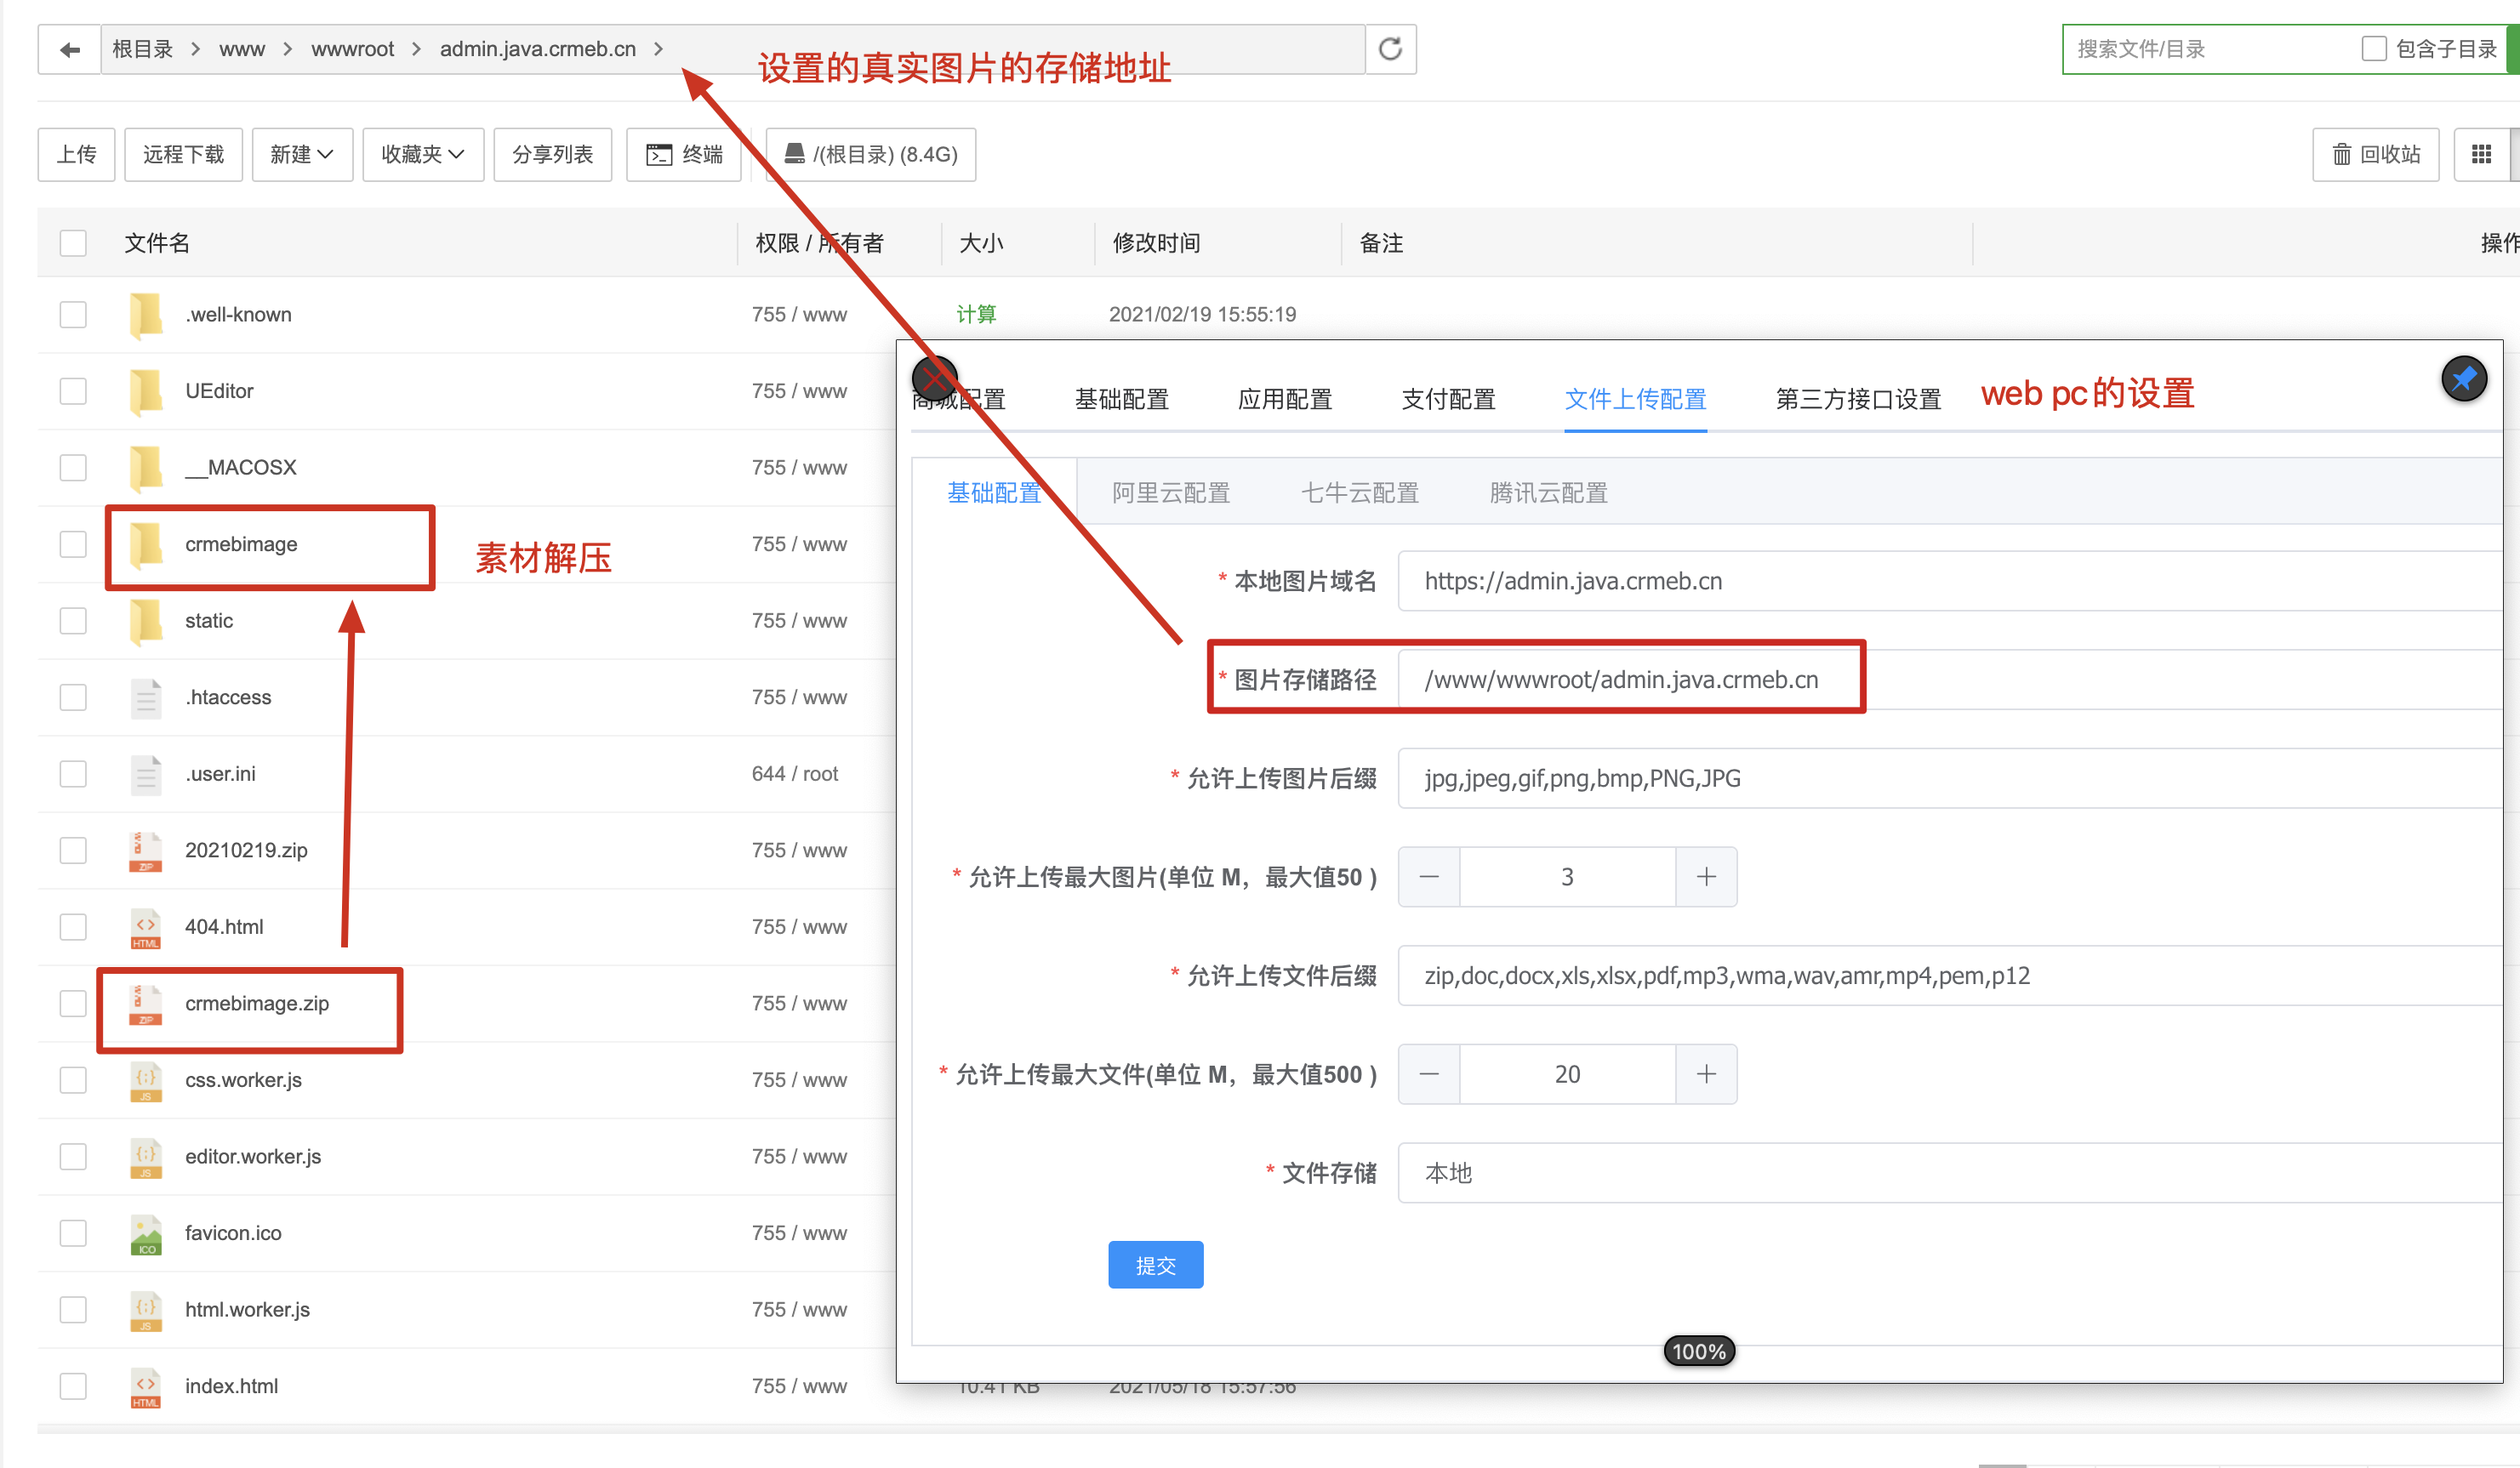 根目录 > www > wwwroot > admin.java.crmeb.cn >
设置的真实图片的存储地址
搜索文件/目录 包含子目录
上传 远程下载 新建 收藏夹 分享列表 终端 /(根目录) (8.4G) 回收站
文件名 权限 / 所有者 大小 修改时间 备注 操作
.well-known 755 / www 计算 2021/02/19 15:55:19
UEditor 755 / www
__MACOSX 755 / www
crmebimage 755 / www
素材解压
static 755 / www
.htaccess 755 / www
.user.ini 644 / root
ZIP 20210219.zip 755 / www
HTML 404.html 755 / www
ZIP crmebimage.zip 755 / www
JS css.worker.js 755 / www
JS editor.worker.js 755 / www
ICO favicon.ico 755 / www
JS html.worker.js 755 / www
HTML index.html 755 / www 10.41 KB 2021/05/18 15:57:56
商城配置 基础配置 应用配置 支付配置 文件上传配置 第三方接口设置
web pc的设置
基础配置 阿里云配置 七牛云配置 腾讯云配置
* 本地图片域名 https://admin.java.crmeb.cn
* 图片存储路径 /www/wwwroot/admin.java.crmeb.cn
* 允许上传图片后缀 jpg,jpeg,gif,png,bmp,PNG,JPG
* 允许上传最大图片(单位 M，最大值50 ) — 3 +
* 允许上传文件后缀 zip,doc,docx,xls,xlsx,pdf,mp3,wma,wav,amr,mp4,pem,p12
* 允许上传最大文件(单位 M，最大值500 ) — 20 +
* 文件存储 本地
提交
100%